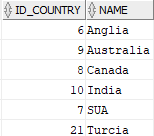 ID_COUNTRY NAME
6 Anglia
9 Australia
8 Canada
10 India
7 SUA
21 Turcia